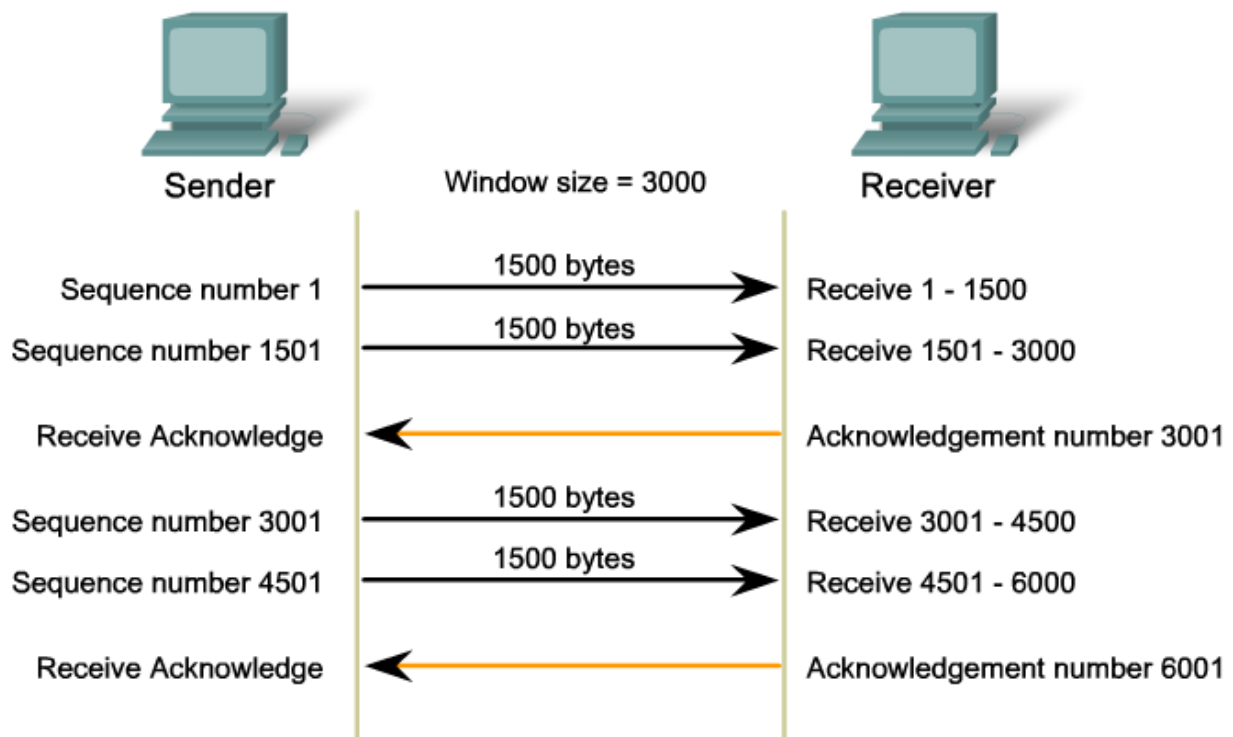 Sender
Window size = 3000
Receiver
1500 bytes
Sequence number 1
Receive 1 - 1500
1500 bytes
Sequence number 1501
Receive 1501 - 3000
Receive Acknowledge
Acknowledgement number 3001
1500 bytes
Sequence number 3001
Receive 3001 - 4500
1500 bytes
Sequence number 4501
Receive 4501 - 6000
Receive Acknowledge
Acknowledgement number 6001